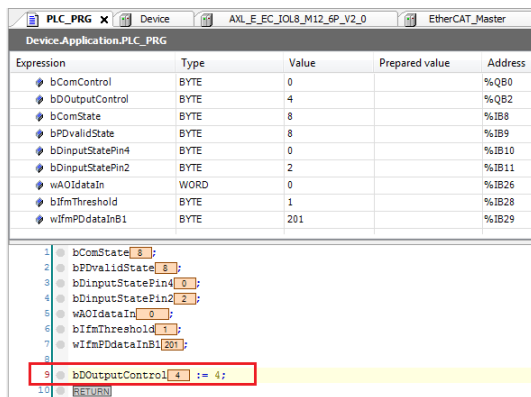 PLC_PRG Device AXL_E_EC_IOL8_M12_6P_V2_0 EtherCAT_Master
Device.Application.PLC_PRG
Expression Type Value Prepared value Address
bComControl BYTE 0 %QB0
bDOutputControl BYTE 4 %QB2
bComState BYTE 8 %IB8
bPDvalidState BYTE 8 %IB9
bDinputStatePin4 BYTE 0 %IB10
bDinputStatePin2 BYTE 2 %IB11
wAOIdataIn WORD 0 %IB26
bIfmThreshold BYTE 1 %IB28
wIfmPDdataInB1 BYTE 201 %IB29
1 bComState 8 ;
2 bPDvalidState 8 ;
3 bDinputStatePin4 0 ;
4 bDinputStatePin2 2 ;
5 wAOIdataIn 0 ;
6 bIfmThreshold 1 ;
7 wIfmPDdataInB1 201 ;
8
9 bDOutputControl 4 := 4;
10 RETURN